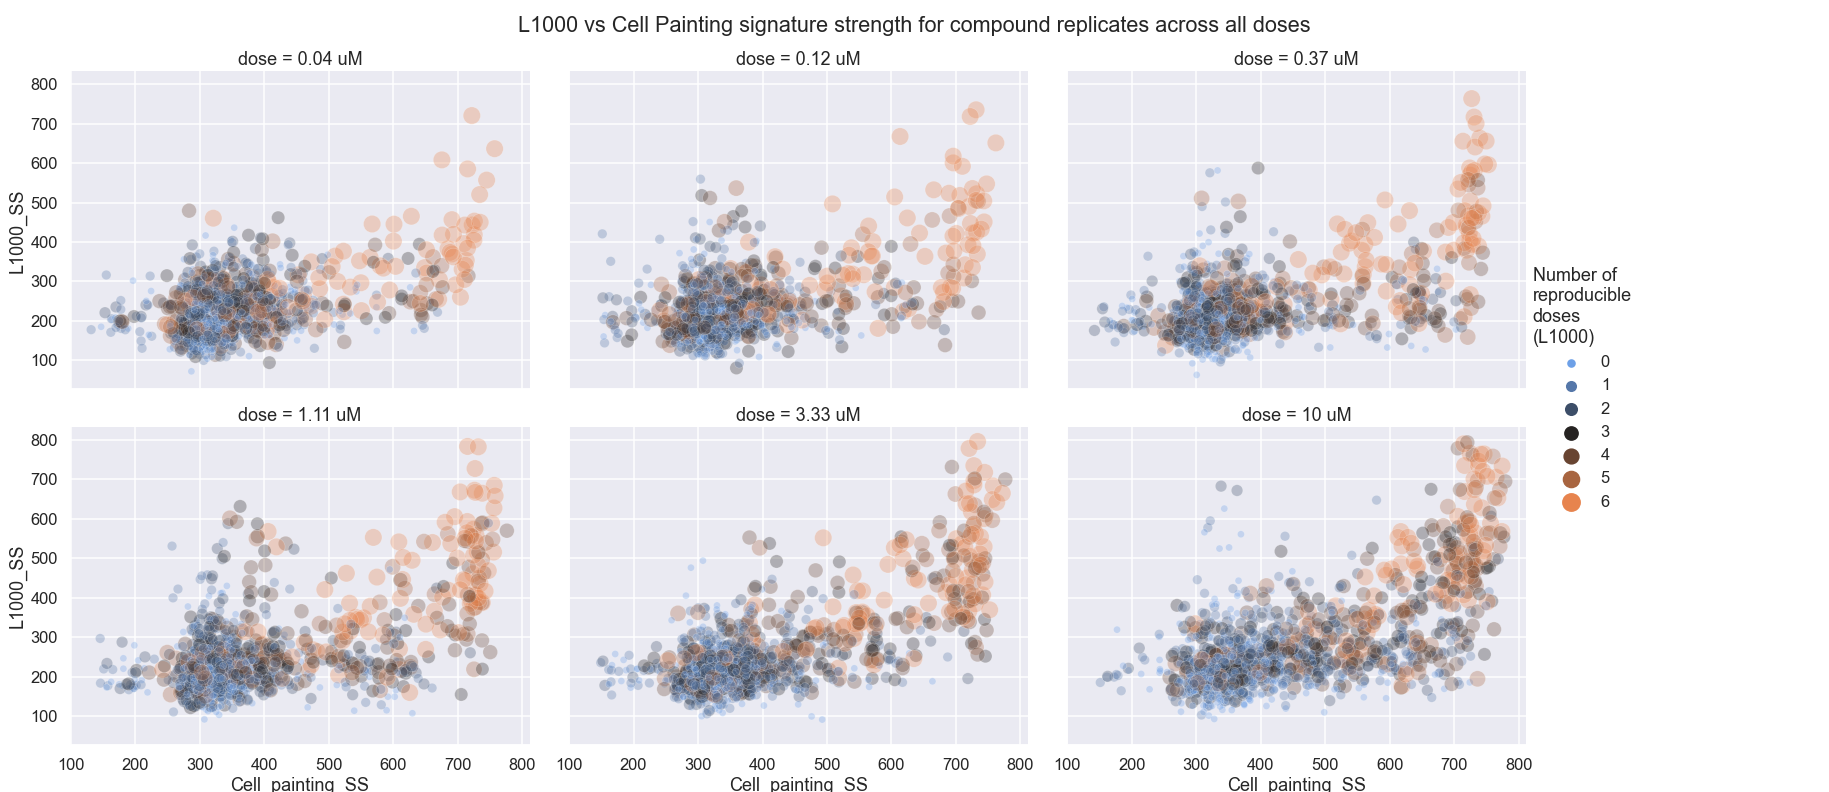 L1000 vs Cell Painting signature strength for compound replicates across all doses
dose = 0.04 uM
dose = 0.12 uM
dose = 0.37 uM
800
700
600
500
400
300
200
100
L1000_SS
dose = 1.11 uM
dose = 3.33 uM
dose = 10 uM
800
700
600
500
400
300
200
100
L1000_SS
100 200 300 400 500 600 700 800
100 200 300 400 500 600 700 800
100 200 300 400 500 600 700 800
Cell_painting_SS
Cell_painting_SS
Cell_painting_SS
Number of
reproducible
doses
(L1000)
0
1
2
3
4
5
6